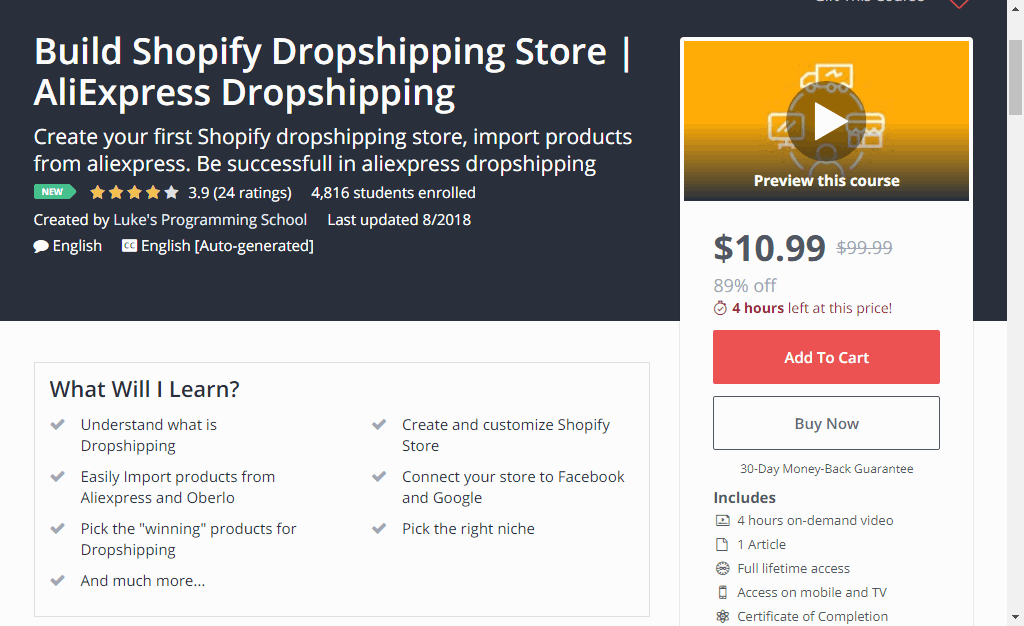 Build Shopify Dropshipping Store |
AliExpress Dropshipping
Create your first Shopify dropshipping store, import products
from aliexpress. Be successfull in aliexpress dropshipping
NEW 3.9 (24 ratings) 4,816 students enrolled
Created by Luke's Programming School Last updated 8/2018
English CC English [Auto-generated]
Preview this course
$10.99 $99.99
89% off
4 hours left at this price!
Add To Cart
Buy Now
30-Day Money-Back Guarantee
Includes
4 hours on-demand video
1 Article
Full lifetime access
Access on mobile and TV
Certificate of Completion
What Will I Learn?
Understand what is
Dropshipping
Easily Import products from
Aliexpress and Oberlo
Pick the "winning" products for
Dropshipping
And much more...
Create and customize Shopify
Store
Connect your store to Facebook
and Google
Pick the right niche